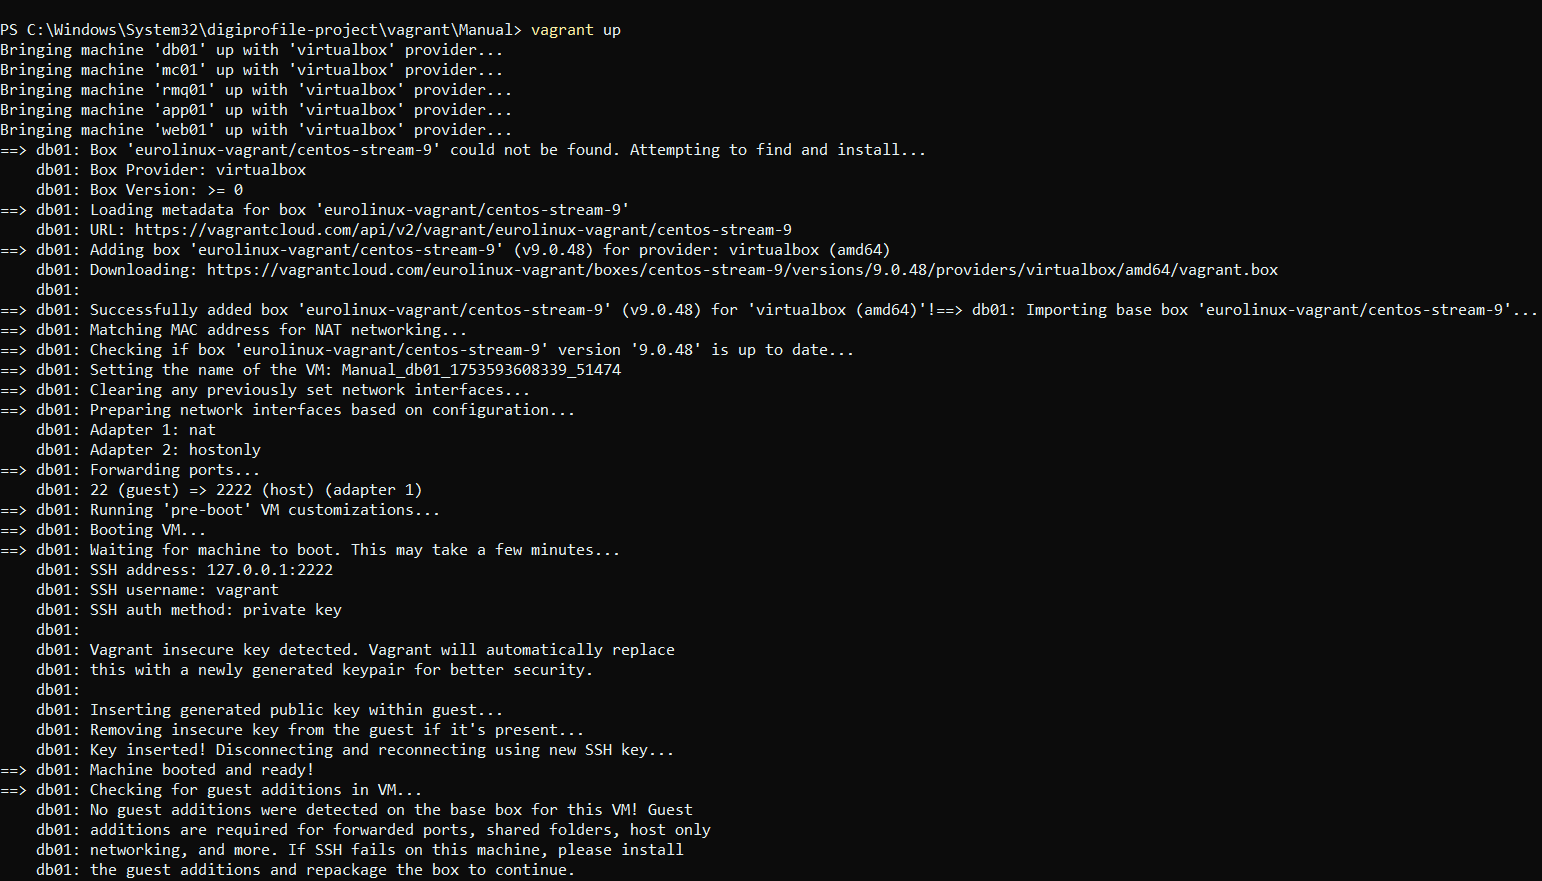 PS C:\Windows\System32\digiprofile-project\vagrant\Manual> vagrant up
Bringing machine 'db01' up with 'virtualbox' provider...
Bringing machine 'mc01' up with 'virtualbox' provider...
Bringing machine 'rmq01' up with 'virtualbox' provider...
Bringing machine 'app01' up with 'virtualbox' provider...
Bringing machine 'web01' up with 'virtualbox' provider...
==> db01: Box 'eurolinux-vagrant/centos-stream-9' could not be found. Attempting to find and install...
    db01: Box Provider: virtualbox
    db01: Box Version: >= 0
==> db01: Loading metadata for box 'eurolinux-vagrant/centos-stream-9'
    db01: URL: https://vagrantcloud.com/api/v2/vagrant/eurolinux-vagrant/centos-stream-9
==> db01: Adding box 'eurolinux-vagrant/centos-stream-9' (v9.0.48) for provider: virtualbox (amd64)
    db01: Downloading: https://vagrantcloud.com/eurolinux-vagrant/boxes/centos-stream-9/versions/9.0.48/providers/virtualbox/amd64/vagrant.box
    db01:
==> db01: Successfully added box 'eurolinux-vagrant/centos-stream-9' (v9.0.48) for 'virtualbox (amd64)'!==> db01: Importing base box 'eurolinux-vagrant/centos-stream-9'...
==> db01: Matching MAC address for NAT networking...
==> db01: Checking if box 'eurolinux-vagrant/centos-stream-9' version '9.0.48' is up to date...
==> db01: Setting the name of the VM: Manual_db01_1753593608339_51474
==> db01: Clearing any previously set network interfaces...
==> db01: Preparing network interfaces based on configuration...
    db01: Adapter 1: nat
    db01: Adapter 2: hostonly
==> db01: Forwarding ports...
    db01: 22 (guest) => 2222 (host) (adapter 1)
==> db01: Running 'pre-boot' VM customizations...
==> db01: Booting VM...
==> db01: Waiting for machine to boot. This may take a few minutes...
    db01: SSH address: 127.0.0.1:2222
    db01: SSH username: vagrant
    db01: SSH auth method: private key
    db01:
    db01: Vagrant insecure key detected. Vagrant will automatically replace
    db01: this with a newly generated keypair for better security.
    db01:
    db01: Inserting generated public key within guest...
    db01: Removing insecure key from the guest if it's present...
    db01: Key inserted! Disconnecting and reconnecting using new SSH key...
==> db01: Machine booted and ready!
==> db01: Checking for guest additions in VM...
    db01: No guest additions were detected on the base box for this VM! Guest
    db01: additions are required for forwarded ports, shared folders, host only
    db01: networking, and more. If SSH fails on this machine, please install
    db01: the guest additions and repackage the box to continue.